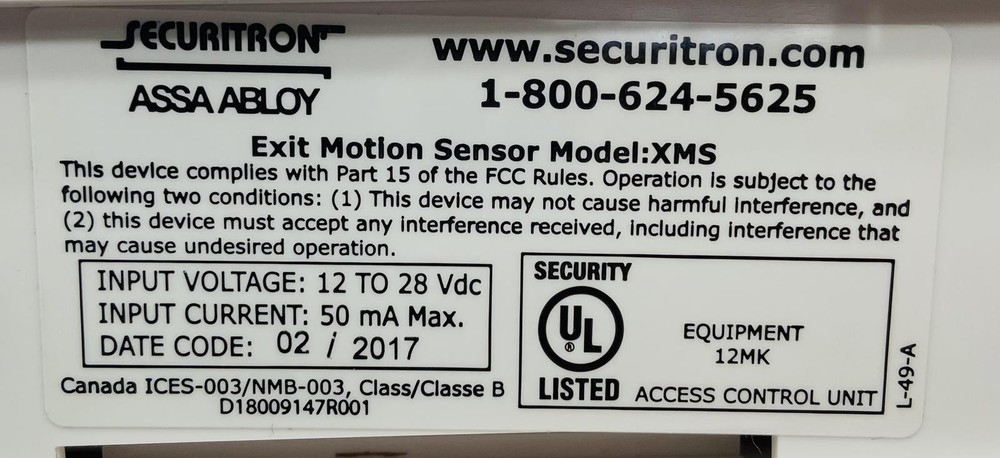 SECURITRON
ASSA ABLOY
www.securitron.com
1-800-624-5625
Exit Motion Sensor Model:XMS
This device complies with Part 15 of the FCC Rules. Operation is subject to the
following two conditions: (1) This device may not cause harmful interference, and
(2) this device must accept any interference received, including interference that
may cause undesired operation.
INPUT VOLTAGE: 12 TO 28 Vdc
INPUT CURRENT: 50 mA Max.
DATE CODE: 02 / 2017
Canada ICES-003/NMB-003, Class/Classe B
D18009147R001
SECURITY
UL
®
LISTED
EQUIPMENT
12MK
ACCESS CONTROL UNIT
L-49-A